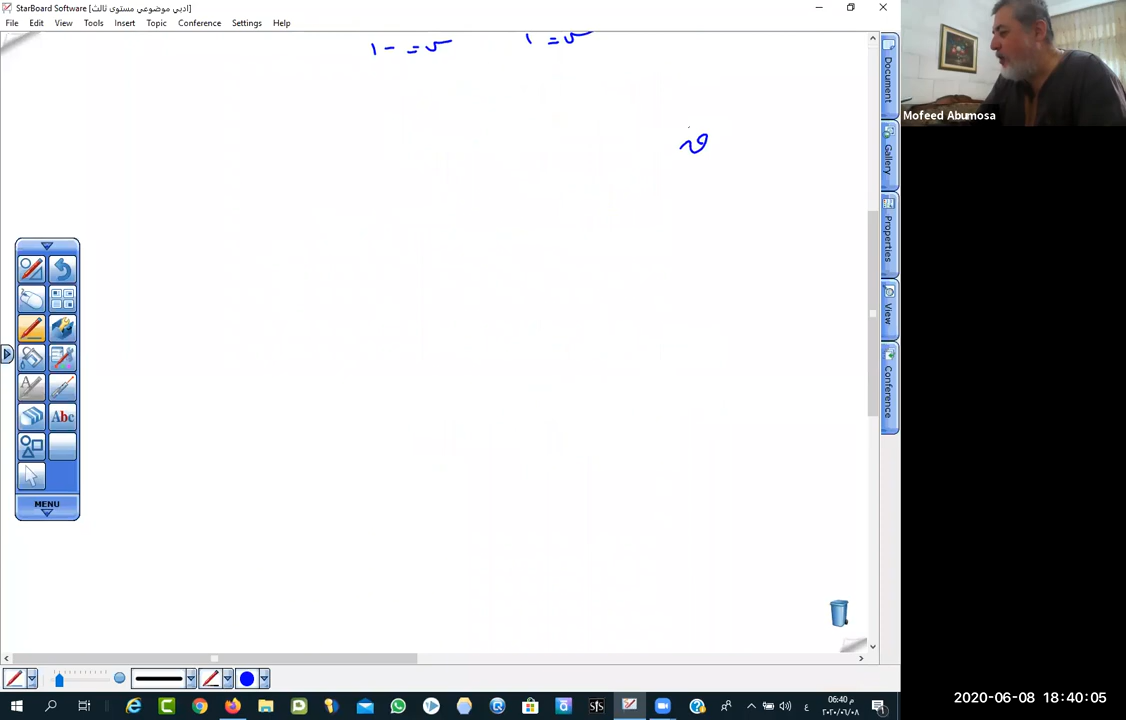 StarBoard Software [ادبي موضوعي مستوى ثالث]
File Edit View Tools Insert Topic Conference Settings Help
س = ١ س = - ١
Document
Gallery
Properties
View
Conference
Mofeed Abumosa
A
Abc
MENU
06:40 م
٢٠٢٠/٠٦/٠٨
ع
2020-06-08 18:40:05